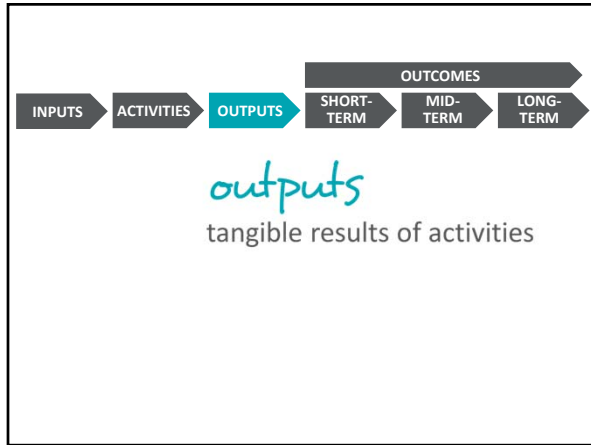 OUTCOMES
INPUTS
ACTIVITIES
OUTPUTS
SHORT-
TERM
MID-
TERM
LONG-
TERM
outputs
tangible results of activities